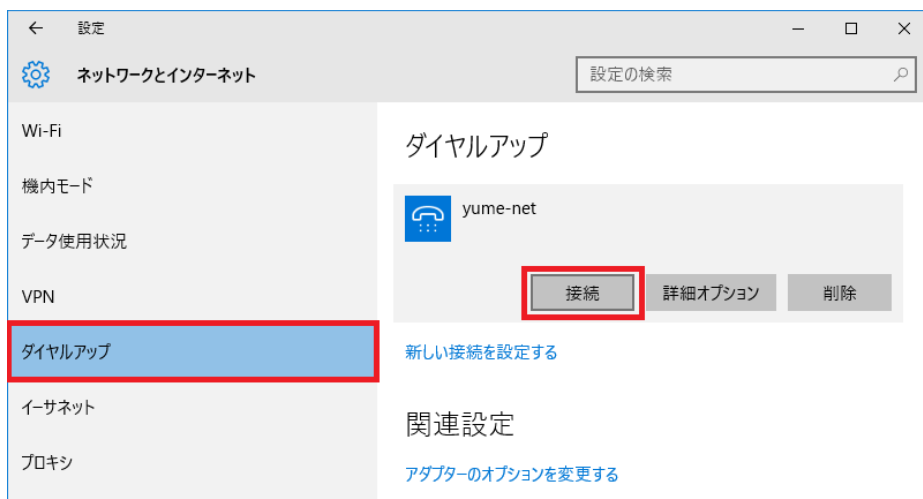 設定
ネットワークとインターネット
設定の検索
Wi-Fi
機内モード
データ使用状況
VPN
ダイヤルアップ
イーサネット
プロキシ
ダイヤルアップ
yume-net
接続
詳細オプション
削除
新しい接続を設定する
関連設定
アダプターのオプションを変更する